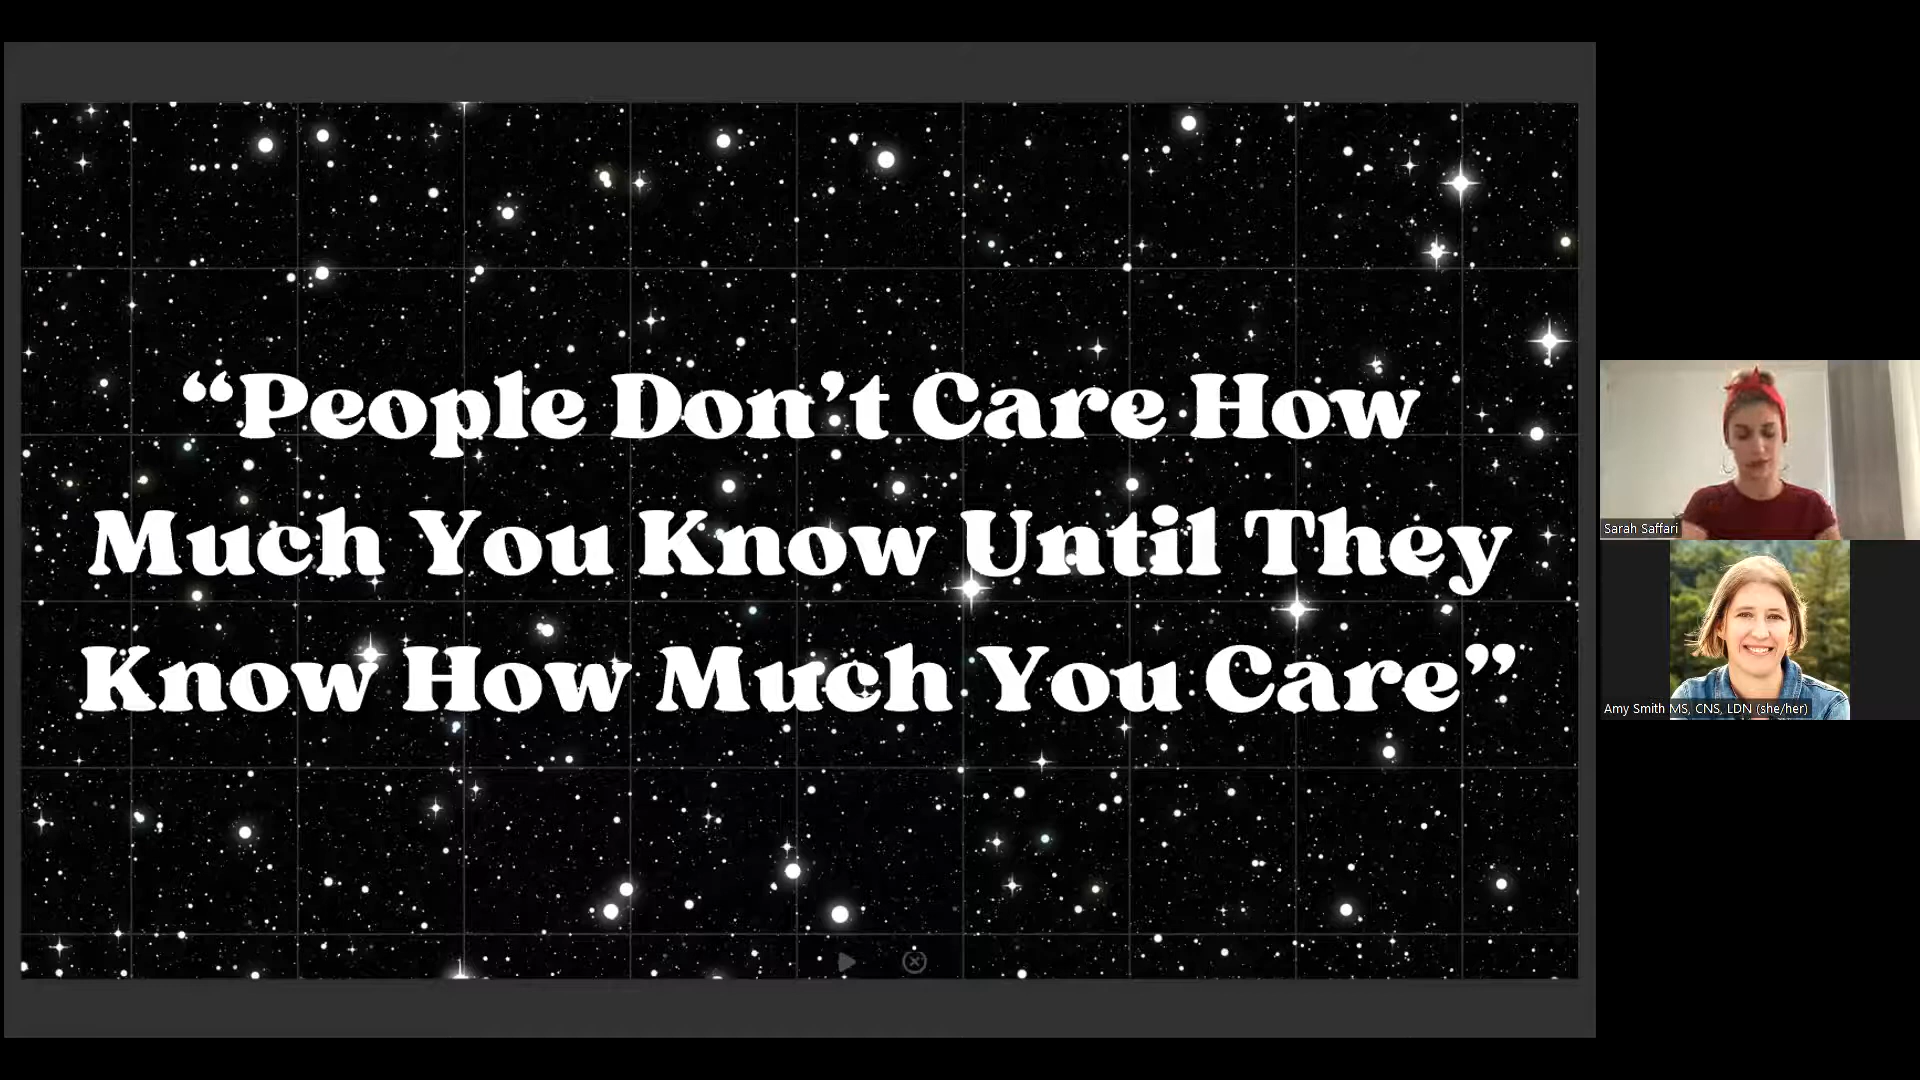 “People Don’t Care How
Much You Know Until They
Know How Much You Care”
Sarah Saffari
Amy Smith MS, CNS, LDN (she/her)